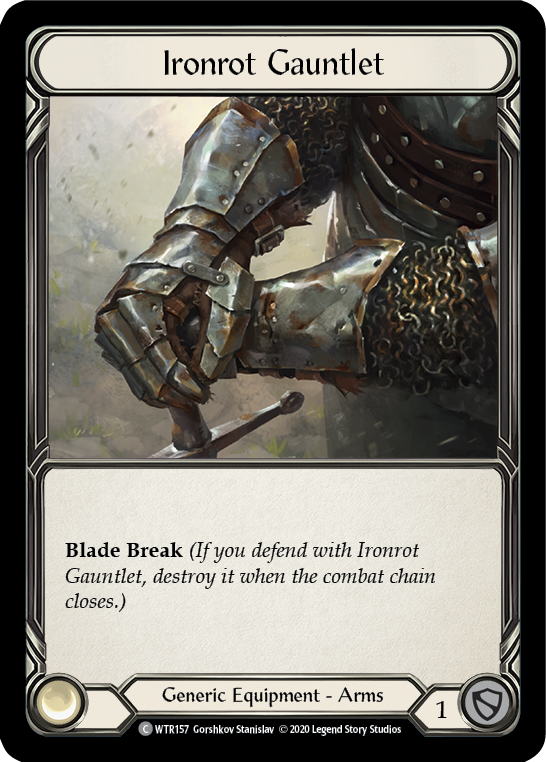 Ironrot Gauntlet
Blade Break (If you defend with Ironrot
Gauntlet, destroy it when the combat chain
closes.)
Generic Equipment - Arms
1
C WTR157 Gorshkov Stanislav © 2020 Legend Story Studios